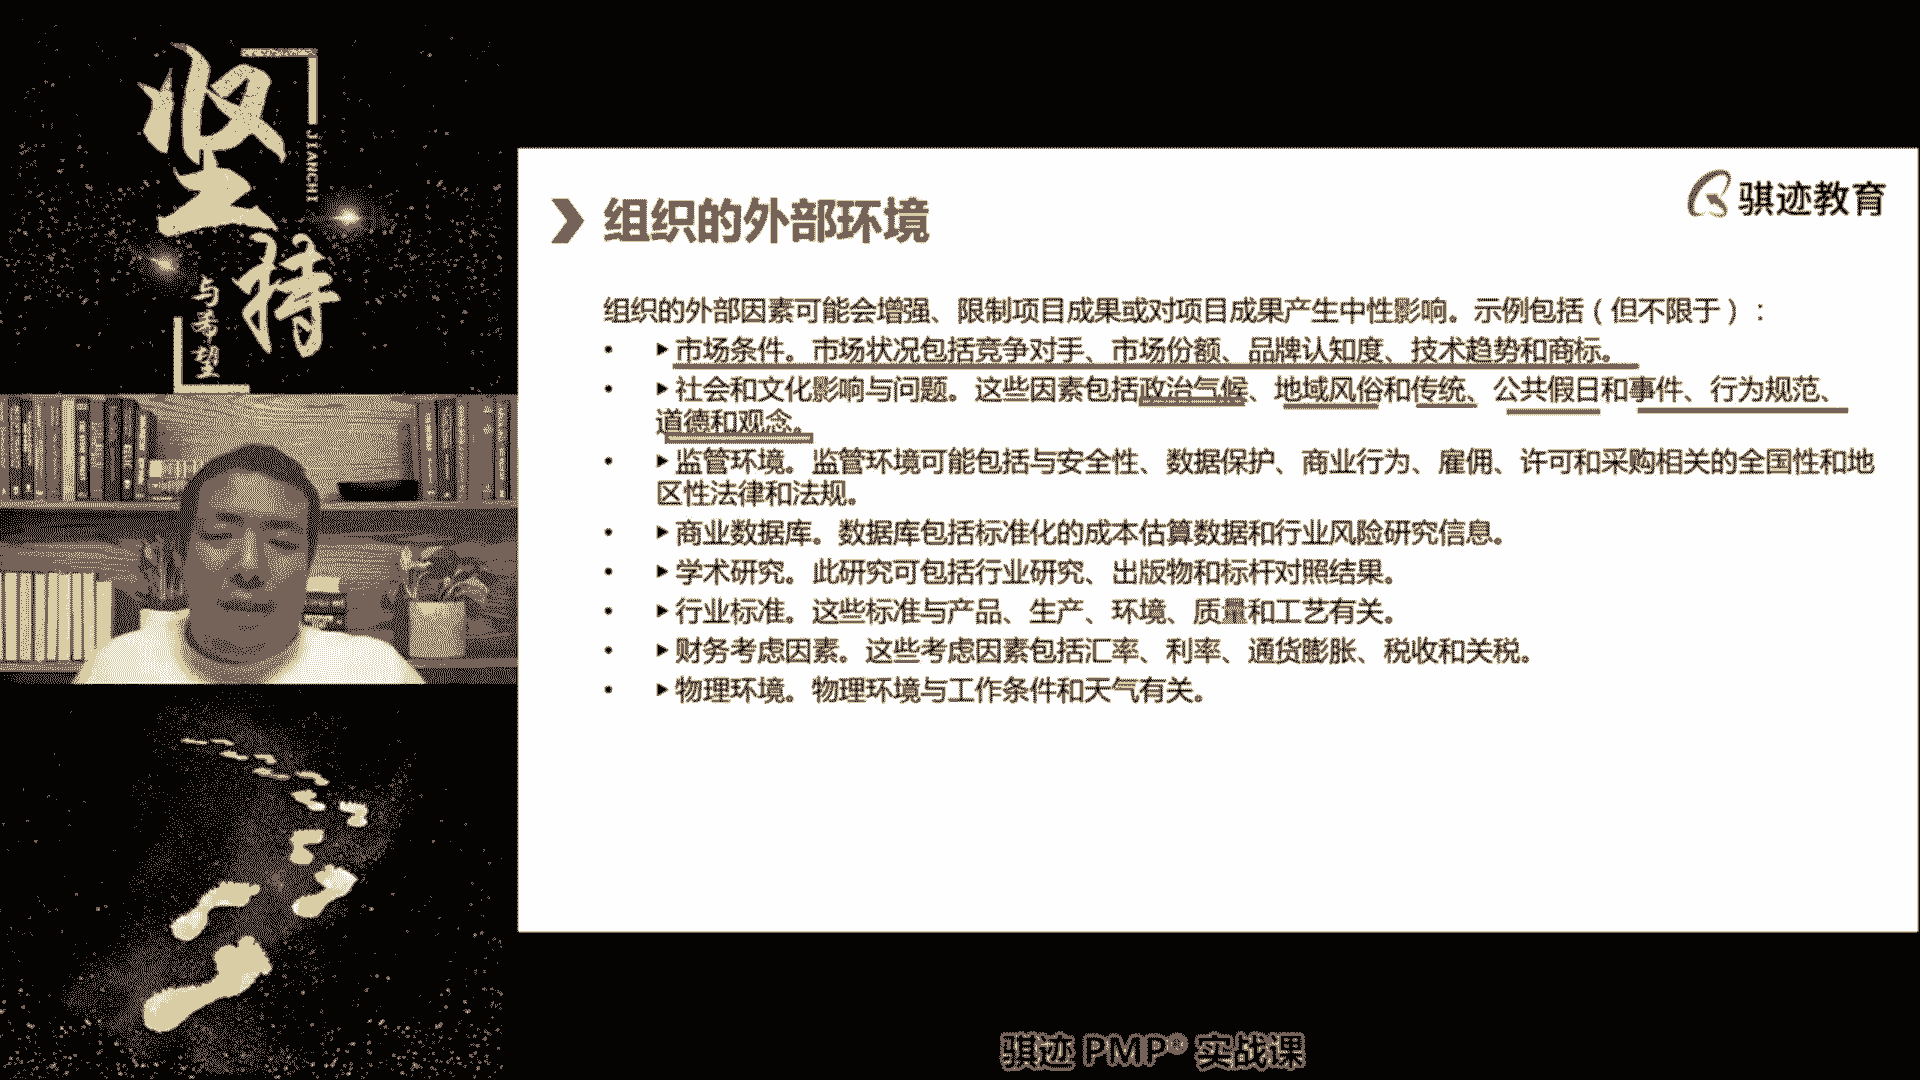 坚
持
JIANCHI
与希望
骐迹教育
组织的外部环境
组织的外部因素可能会增强、限制项目成果或对项目成果产生中性影响。示例包括（但不限于）：
• ▶市场条件。市场状况包括竞争对手、市场份额、品牌认知度、技术趋势和商标。
• ▶社会和文化影响与问题。这些因素包括政治气候、地域风俗和传统、公共假日和事件、行为规范、
道德和观念。
• ▶监管环境。监管环境可能包括与安全性、数据保护、商业行为、雇佣、许可和采购相关的全国性和地
区性法律和法规。
• ▶商业数据库。数据库包括标准化的成本估算数据和行业风险研究信息。
• ▶学术研究。此研究可包括行业研究、出版物和标杆对照结果。
• ▶行业标准。这些标准与产品、生产、环境、质量和工艺有关。
• ▶财务考虑因素。这些考虑因素包括汇率、利率、通货膨胀、税收和关税。
• ▶物理环境。物理环境与工作条件和天气有关。
骐迹 PMP® 实战课